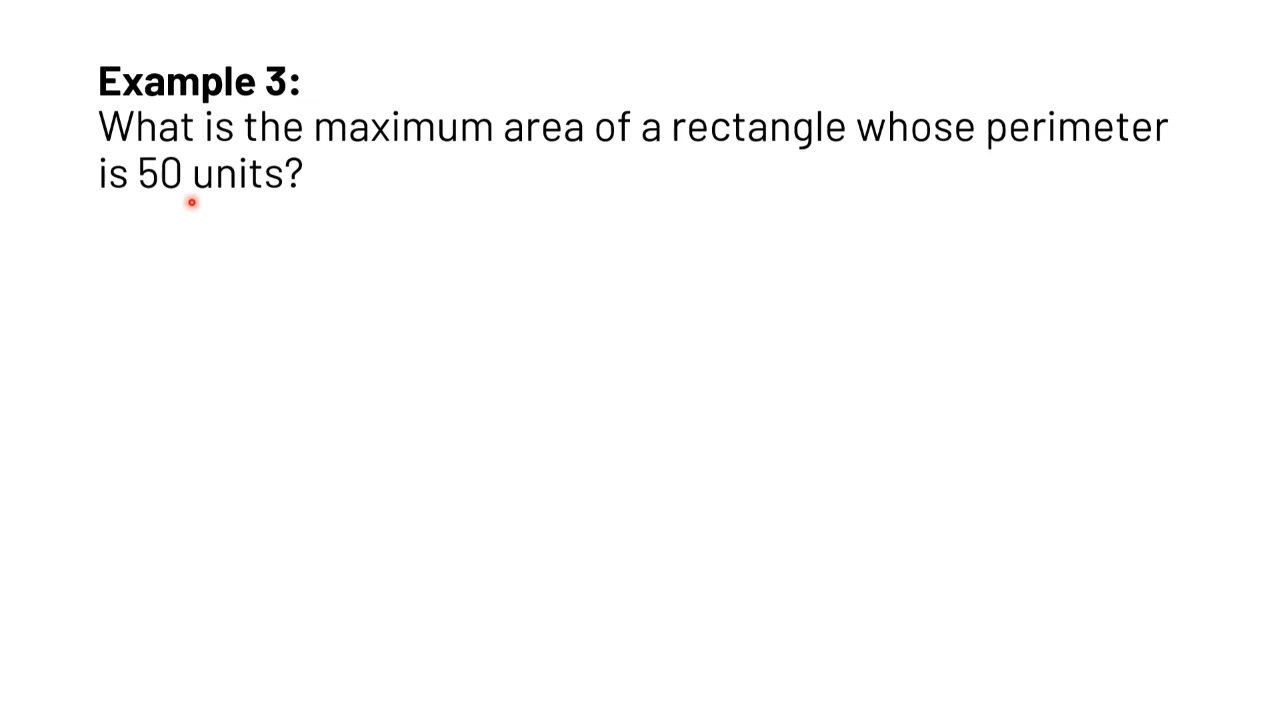 Example 3:
What is the maximum area of a rectangle whose perimeter
is 50 units?